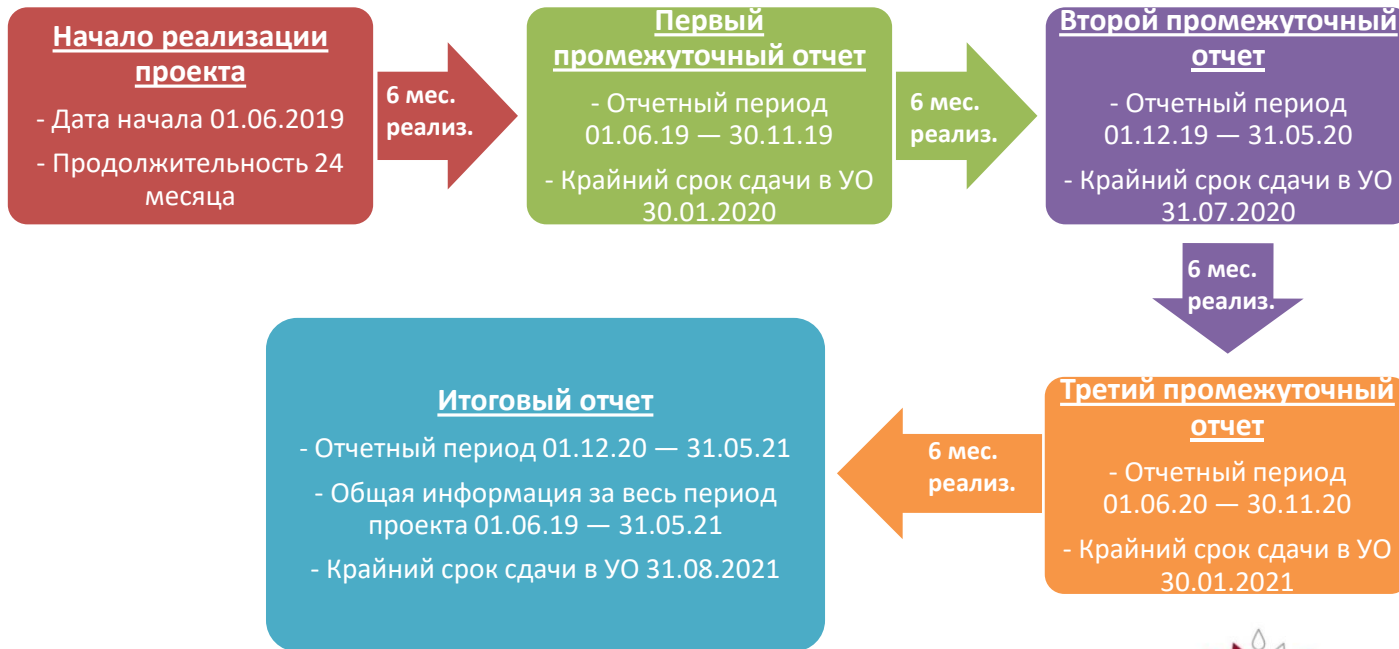 Начало реализации
проекта
- Дата начала 01.06.2019
- Продолжительность 24
месяца
6 мес.
реализ.
Первый
промежуточный отчет
- Отчетный период
01.06.19 — 30.11.19
- Крайний срок сдачи в УО
30.01.2020
6 мес.
реализ.
Второй промежуточный
отчет
- Отчетный период
01.12.19 — 31.05.20
- Крайний срок сдачи в УО
31.07.2020
6 мес.
реализ.
Третий промежуточный
отчет
- Отчетный период
01.06.20 — 30.11.20
- Крайний срок сдачи в УО
30.01.2021
6 мес.
реализ.
Итоговый отчет
- Отчетный период 01.12.20 — 31.05.21
- Общая информация за весь период
проекта 01.06.19 — 31.05.21
- Крайний срок сдачи в УО 31.08.2021